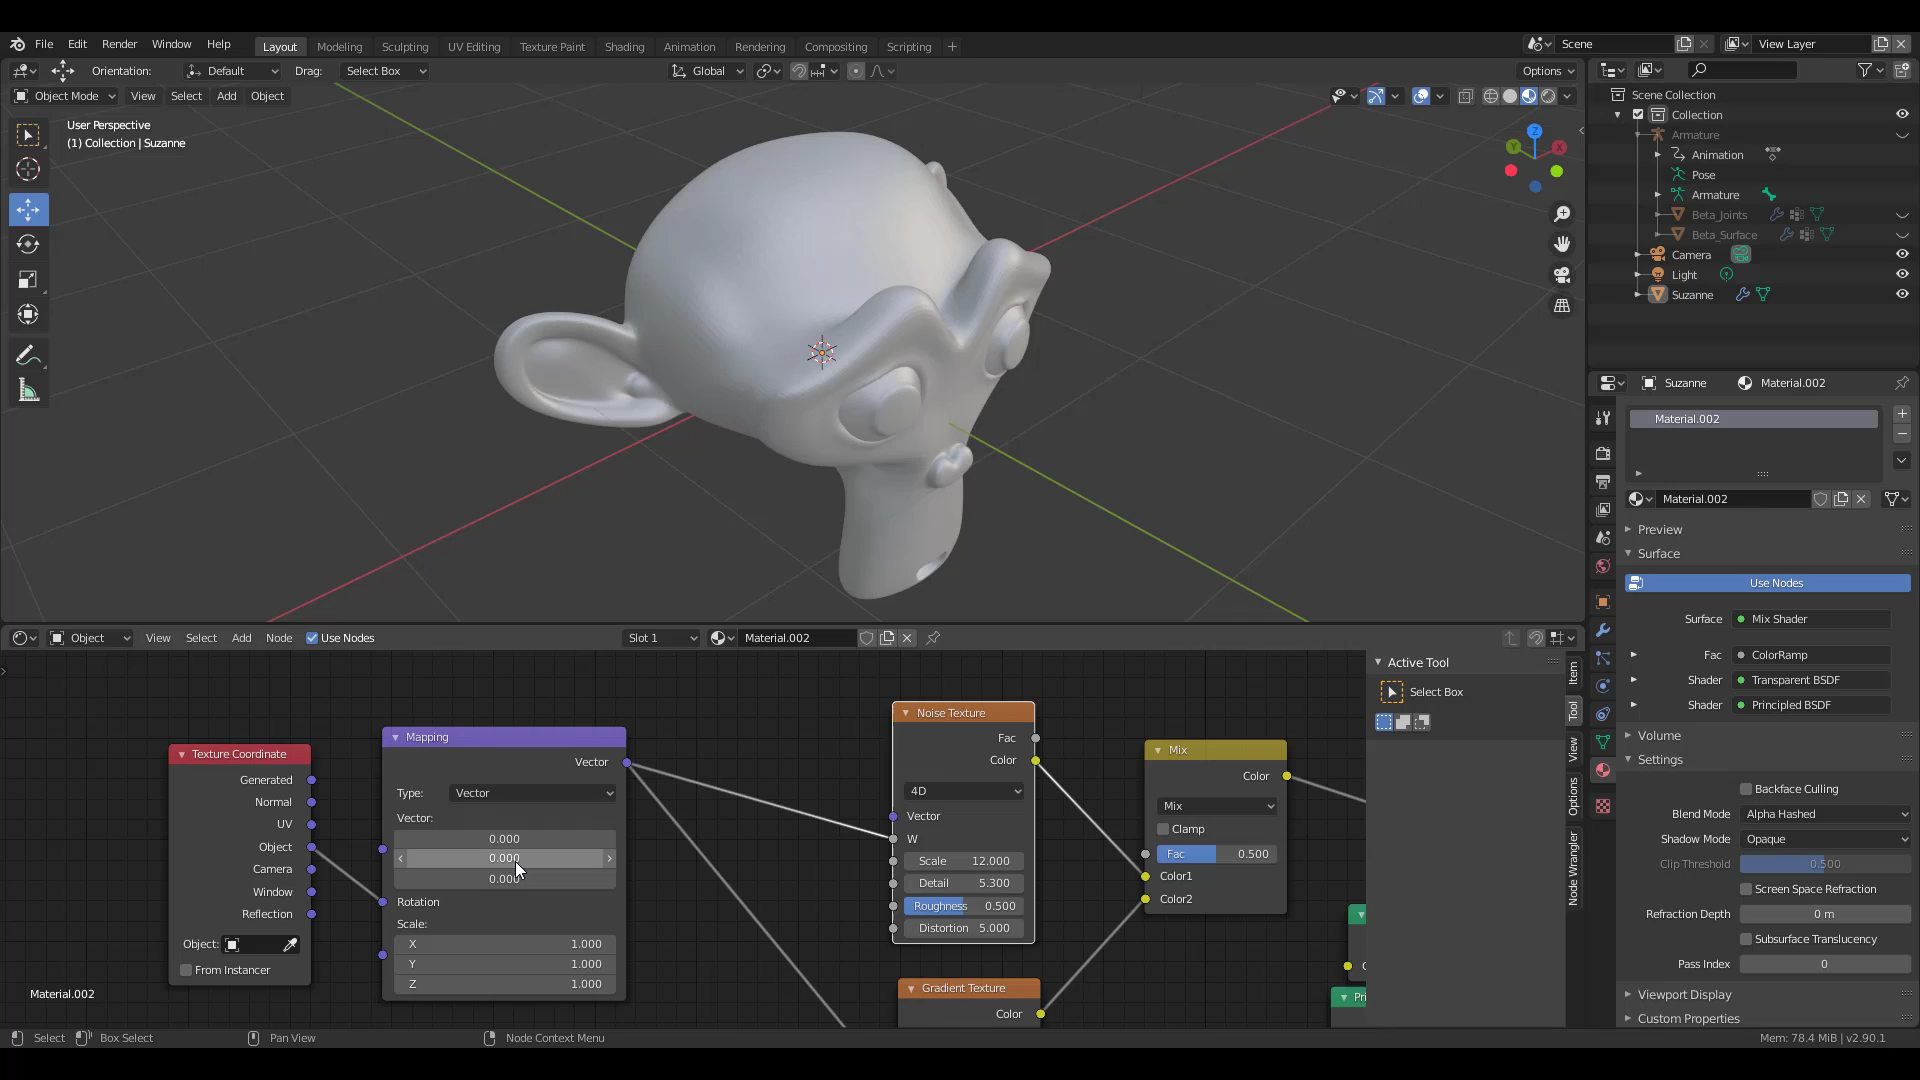 File Edit Render Window Help Layout Modeling Sculpting UV Editing Texture Paint Shading Animation Rendering Compositing Scripting + Scene View Layer
Orientation: Default Drag: Select Box Global Options
Object Mode View Select Add Object
User Perspective
(1) Collection | Suzanne
Z
Y
X
Scene Collection
Collection
Armature
Animation
Pose
Armature
Beta_Joints
Beta_Surface
Camera
Light
Suzanne
Suzanne Material.002
Material.002
Material.002
Preview
Surface
Use Nodes
Surface Mix Shader
Fac ColorRamp
Shader Transparent BSDF
Shader Principled BSDF
Volume
Settings
Backface Culling
Blend Mode Alpha Hashed
Shadow Mode Opaque
Clip Threshold 0.500
Screen Space Refraction
Refraction Depth 0 m
Subsurface Translucency
Pass Index 0
Viewport Display
Custom Properties
Object View Select Add Node Use Nodes Slot 1 Material.002
Texture Coordinate
Generated
Normal
UV
Object
Camera
Window
Reflection
Object:
From Instancer
Mapping
Vector
Type: Vector
Vector:
0.000
0.000
0.000
Rotation
Scale:
X 1.000
Y 1.000
Z 1.000
Noise Texture
Fac
Color
4D
Vector
W
Scale 12.000
Detail 5.300
Roughness 0.500
Distortion 5.000
Gradient Texture
Color
Mix
Color
Mix
Clamp
Fac 0.500
Color1
Color2
Pri
Active Tool
Select Box
Item
Tool
View
Options
Node Wrangler
Material.002
Select Box Select Pan View Node Context Menu Mem: 78.4 MiB | v2.90.1